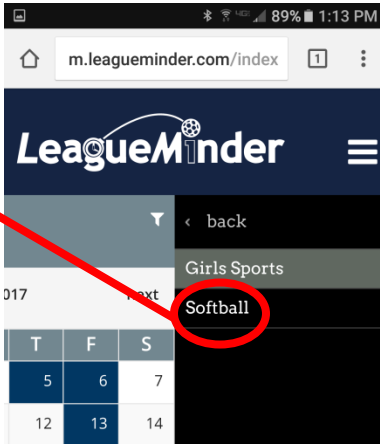 89% 1:13 PM
m.leagueminder.com/index 1
LeagueMinder
‹ back
Girls Sports
017
Softball
T F S
5 6 7
12 13 14